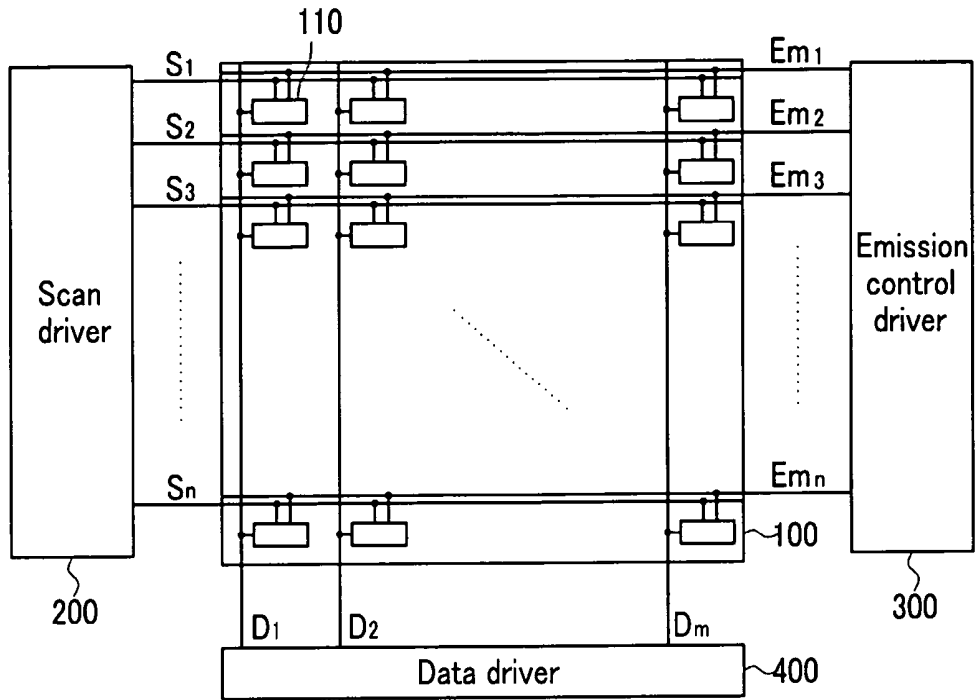 110
S1
Em1
S2
Em2
S3
Em3
Scan
driver
Emission
control
driver
Sn
Emn
100
200
300
D1
D2
Dm
Data driver
400